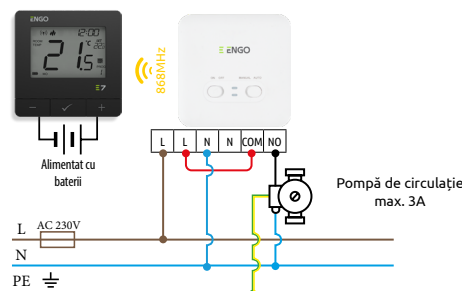 ENGO
12:00
21.5
E7
868MHz
ENGO
L L N N COM NO
Alimentat cu
baterii
Pompă de circulație
max. 3A
L AC 230V
N
PE